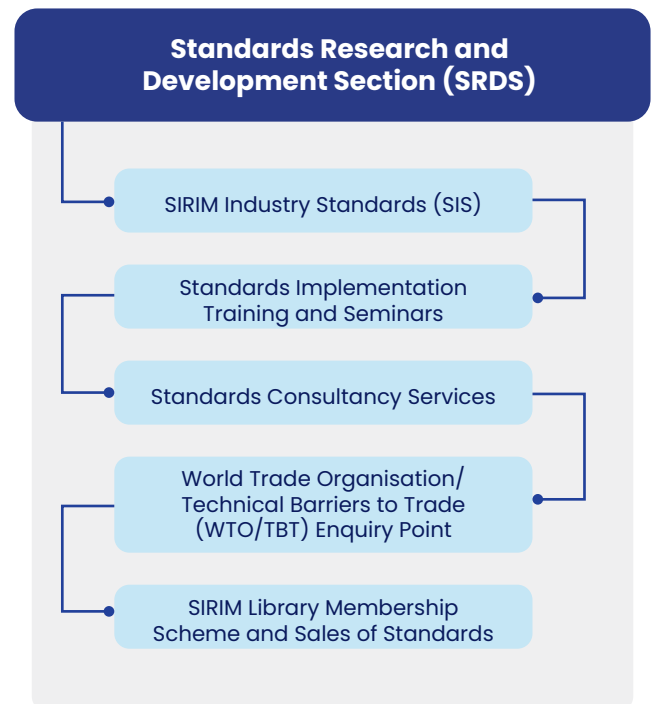 Standards Research and
Development Section (SRDS)
SIRIM Industry Standards (SIS)
Standards Implementation
Training and Seminars
Standards Consultancy Services
World Trade Organisation/
Technical Barriers to Trade
(WTO/TBT) Enquiry Point
SIRIM Library Membership
Scheme and Sales of Standards